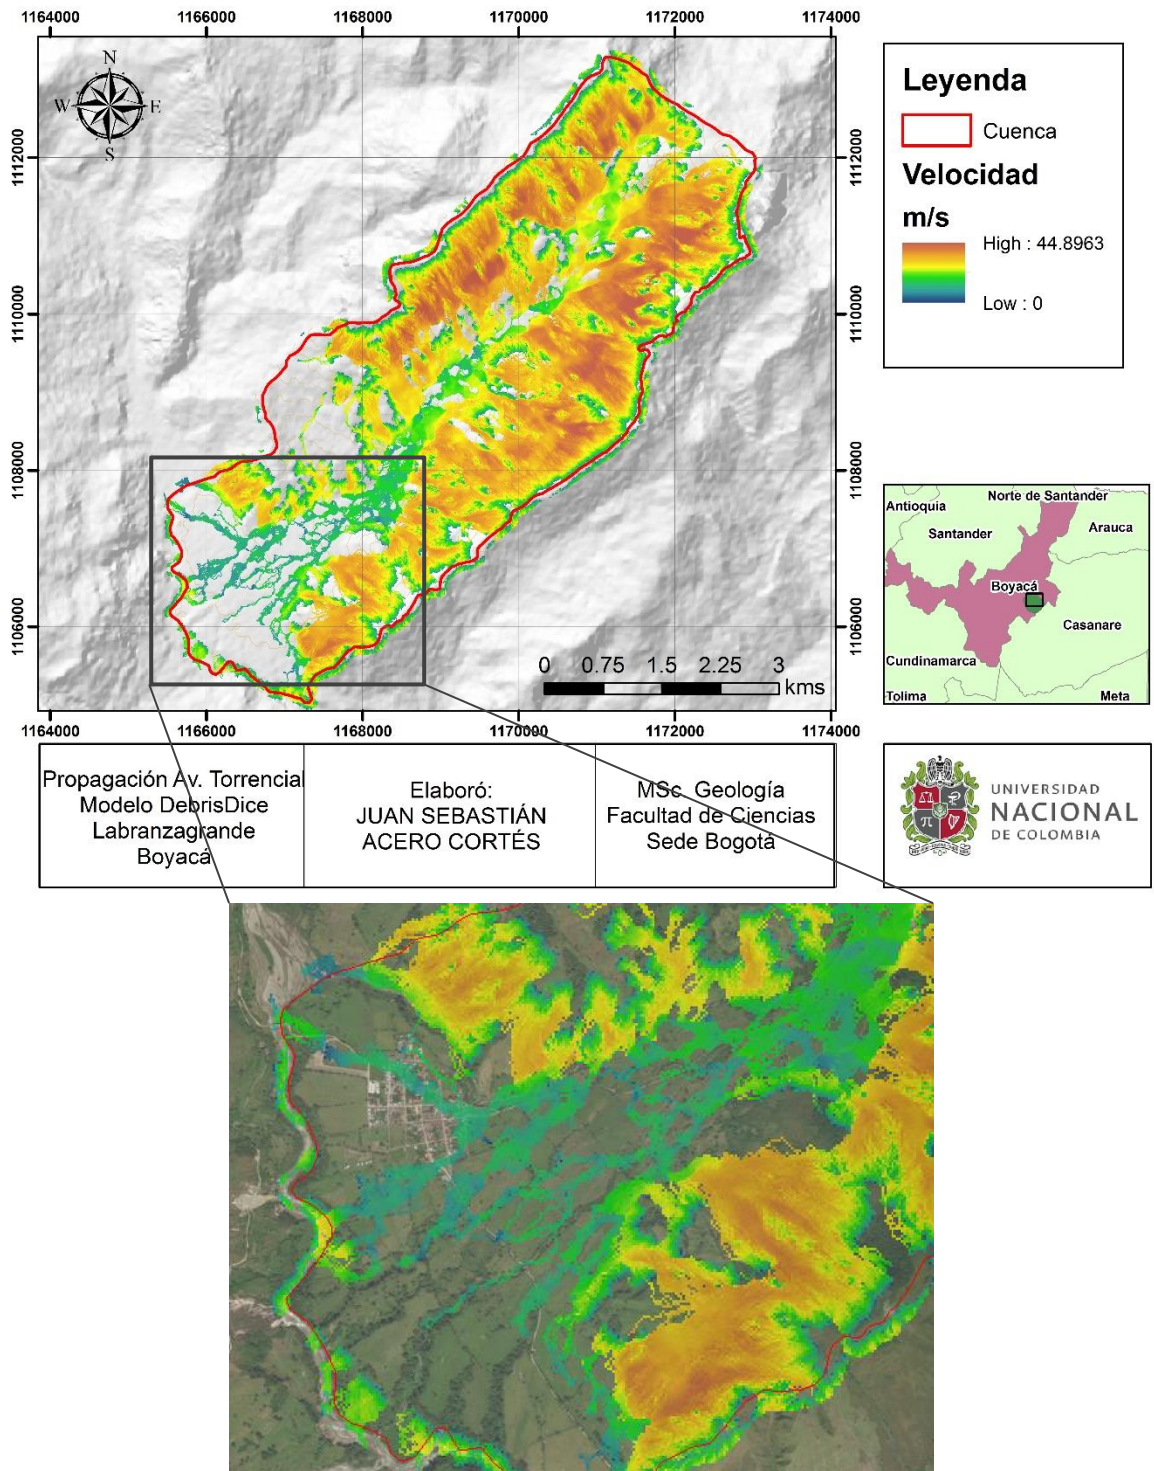 1164000
1166000
1168000
1170000
1172000
1174000
N
W
E
S
1112000
1110000
1108000
1106000
1112000
1110000
1108000
1106000
0 0.75 1.5 2.25 3
kms
1164000
1166000
1168000
1170000
1172000
1174000
Leyenda
Cuenca
Velocidad
m/s
High : 44.8963
Low : 0
Norte de Santander
Antioquia
Santander
Arauca
Boyacá
Casanare
Cundinamarca
Tolima
Meta
Propagación Av. Torrencial
Modelo DebrisDice
Labranzagrande
Boyacá
Elaboró:
JUAN SEBASTIÁN
ACERO CORTÉS
MSc. Geología
Facultad de Ciencias
Sede Bogotá
UNIVERSIDAD
NACIONAL
DE COLOMBIA